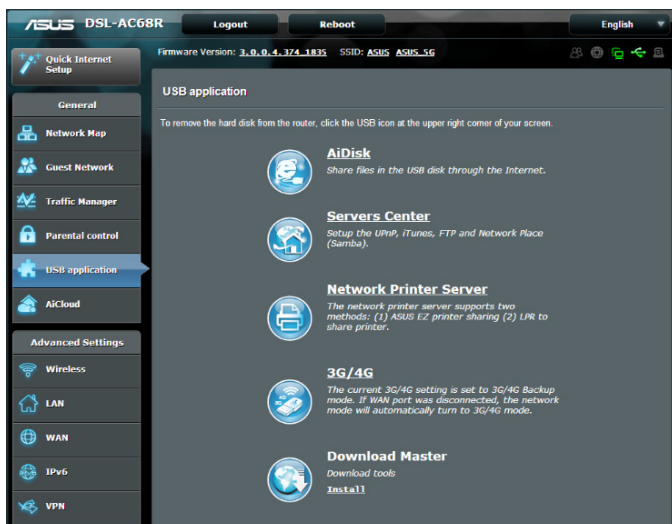 ASUS DSL-AC68R Logout Reboot English
Quick Internet Setup
Firmware Version: 3.0.0.4.374_1835 SSID: ASUS ASUS_5G
General
Network Map
Guest Network
Traffic Manager
Parental control
USB application
AiCloud
Advanced Settings
Wireless
LAN
WAN
IPv6
VPN
USB application
To remove the hard disk from the router, click the USB icon at the upper right corner of your screen.
AiDisk
Share files in the USB disk through the Internet.
Servers Center
Setup the UPnP, iTunes, FTP and Network Place
(Samba).
Network Printer Server
The network printer server supports two
methods: (1) ASUS EZ printer sharing (2) LPR to
share printer.
3G/4G
The current 3G/4G setting is set to 3G/4G Backup
mode. If WAN port was disconnected, the network
mode will automatically turn to 3G/4G mode.
Download Master
Download tools
Install